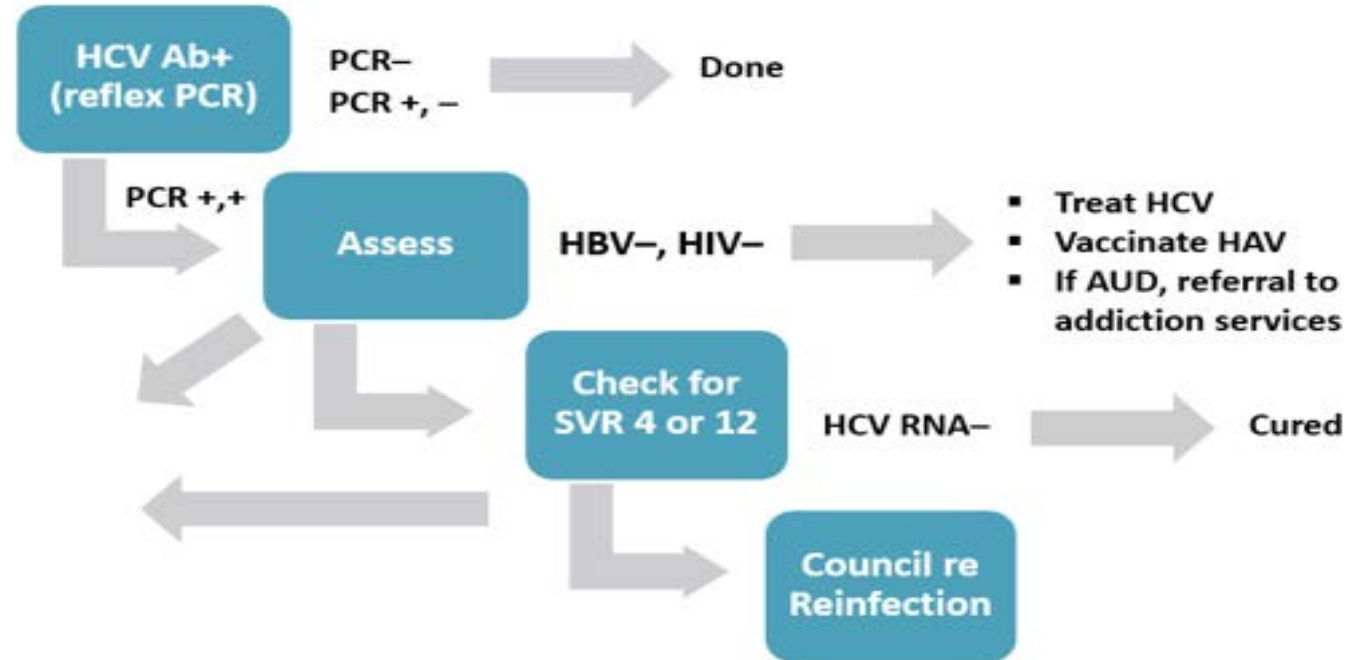 HCV Ab+
(reflex PCR)
PCR–
PCR +, –
Done
PCR +,+
Assess
HBV–, HIV–
▪ Treat HCV
▪ Vaccinate HAV
▪ If AUD, referral to
addiction services
Check for
SVR 4 or 12
HCV RNA–
Cured
Council re
Reinfection